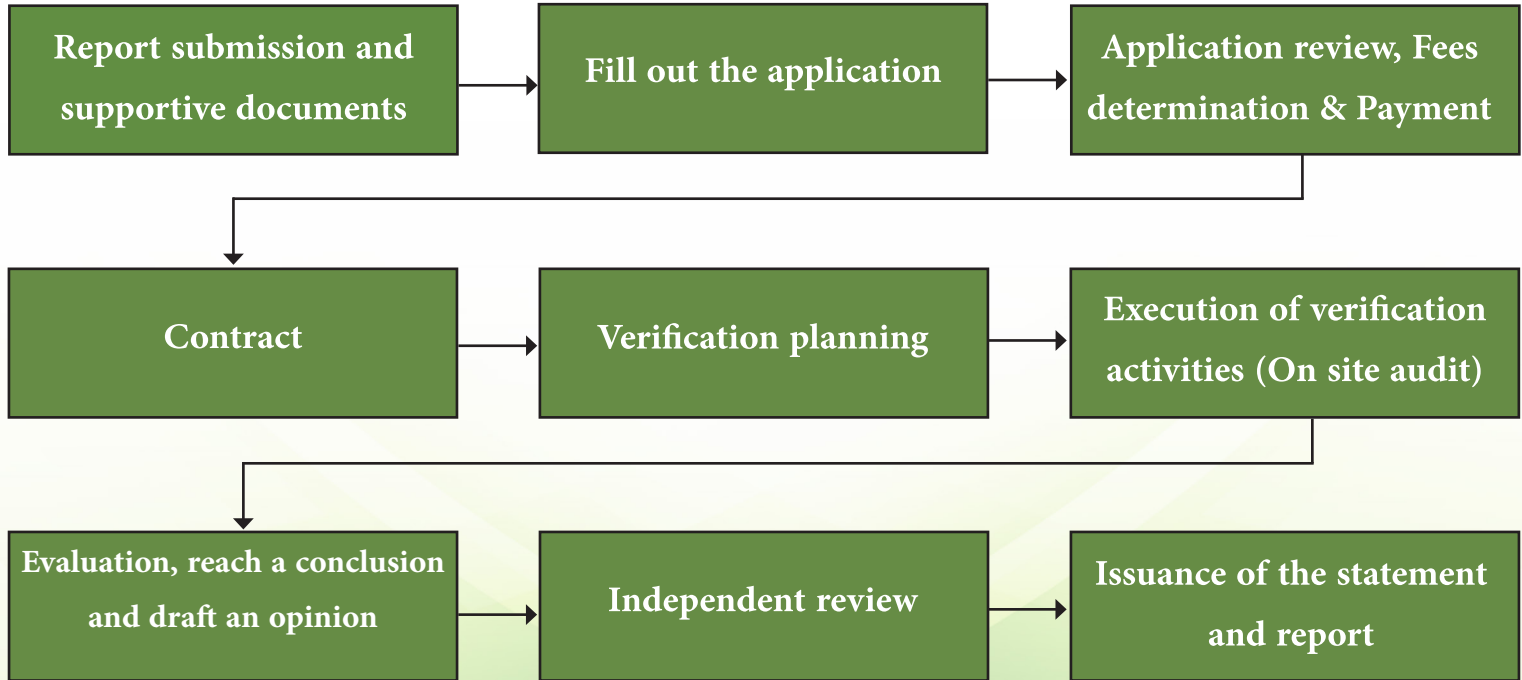 Report submission and
supportive documents
Fill out the application
Application review, Fees
determination & Payment
Contract
Verification planning
Execution of verification
activities (On site audit)
Evaluation, reach a conclusion
and draft an opinion
Independent review
Issuance of the statement
and report